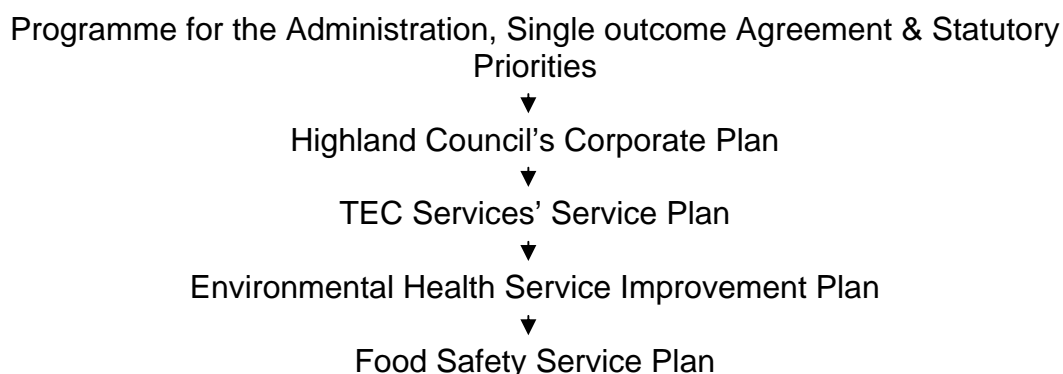 Programme for the Administration, Single outcome Agreement & Statutory
Priorities
Highland Council’s Corporate Plan
TEC Services’ Service Plan
Environmental Health Service Improvement Plan
Food Safety Service Plan